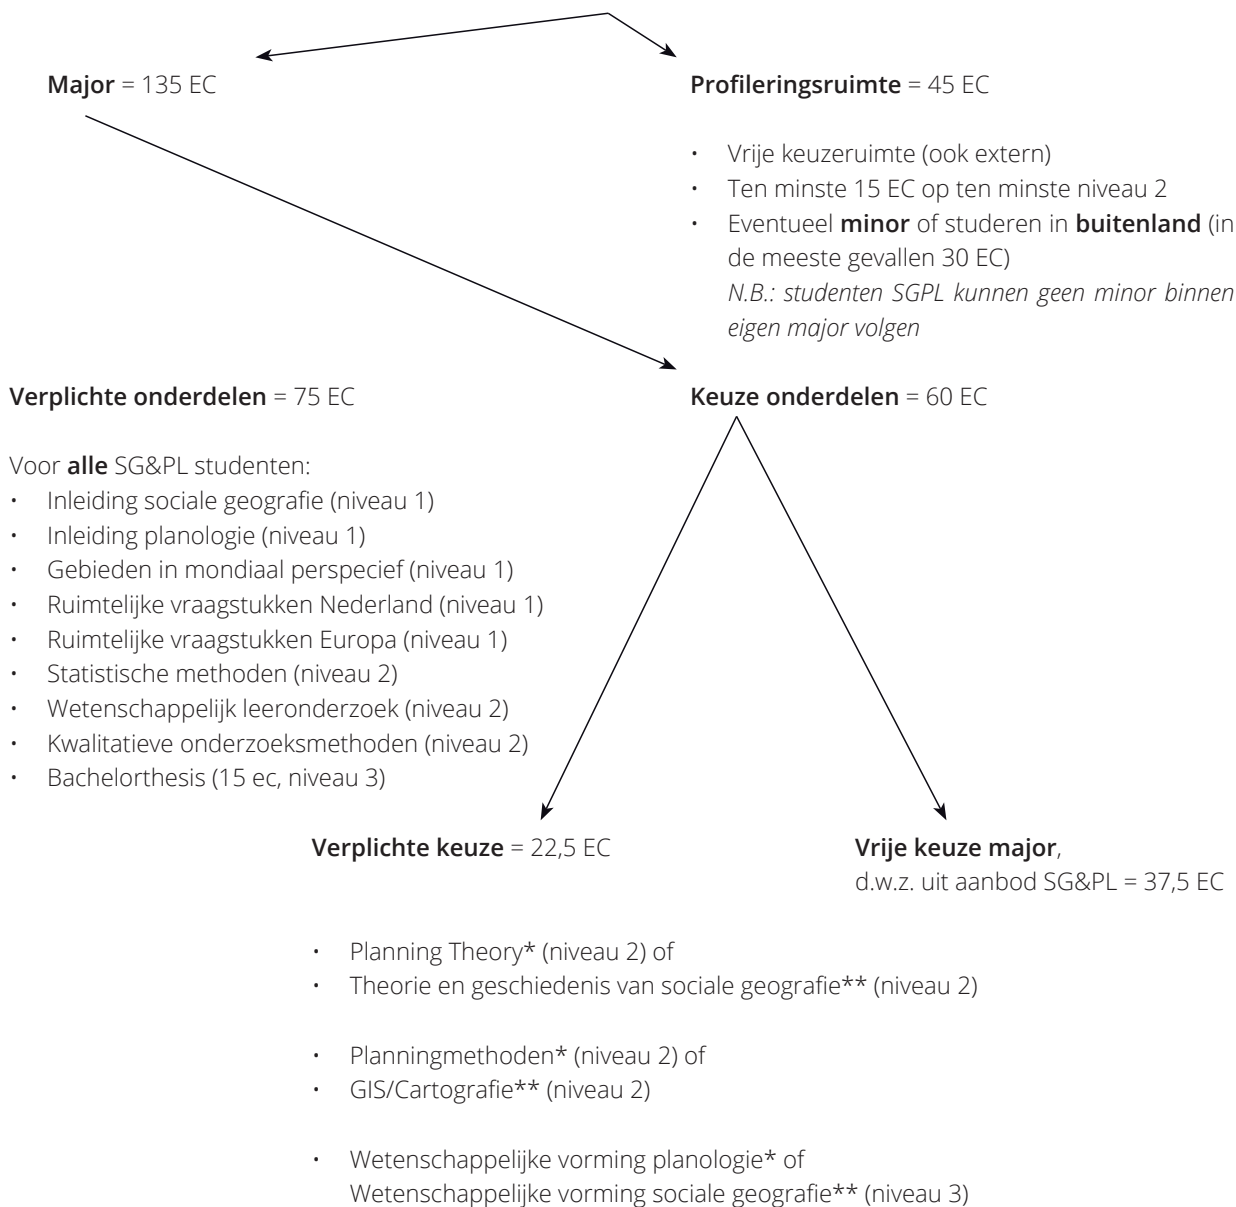 Major = 135 EC
Profileringsruimte = 45 EC
• Vrije keuzeruimte (ook extern)
• Ten minste 15 EC op ten minste niveau 2
• Eventueel minor of studeren in buitenland (in
de meeste gevallen 30 EC)
N.B.: studenten SGPL kunnen geen minor binnen
eigen major volgen
Verplichte onderdelen = 75 EC
Keuze onderdelen = 60 EC
Voor alle SG&PL studenten:
• Inleiding sociale geografie (niveau 1)
• Inleiding planologie (niveau 1)
• Gebieden in mondiaal perspecief (niveau 1)
• Ruimtelijke vraagstukken Nederland (niveau 1)
• Ruimtelijke vraagstukken Europa (niveau 1)
• Statistische methoden (niveau 2)
• Wetenschappelijk leeronderzoek (niveau 2)
• Kwalitatieve onderzoeksmethoden (niveau 2)
• Bachelorthesis (15 ec, niveau 3)
Verplichte keuze = 22,5 EC
Vrije keuze major,
d.w.z. uit aanbod SG&PL = 37,5 EC
• Planning Theory* (niveau 2) of
• Theorie en geschiedenis van sociale geografie** (niveau 2)
• Planningmethoden* (niveau 2) of
• GIS/Cartografie** (niveau 2)
• Wetenschappelijke vorming planologie* of
Wetenschappelijke vorming sociale geografie** (niveau 3)